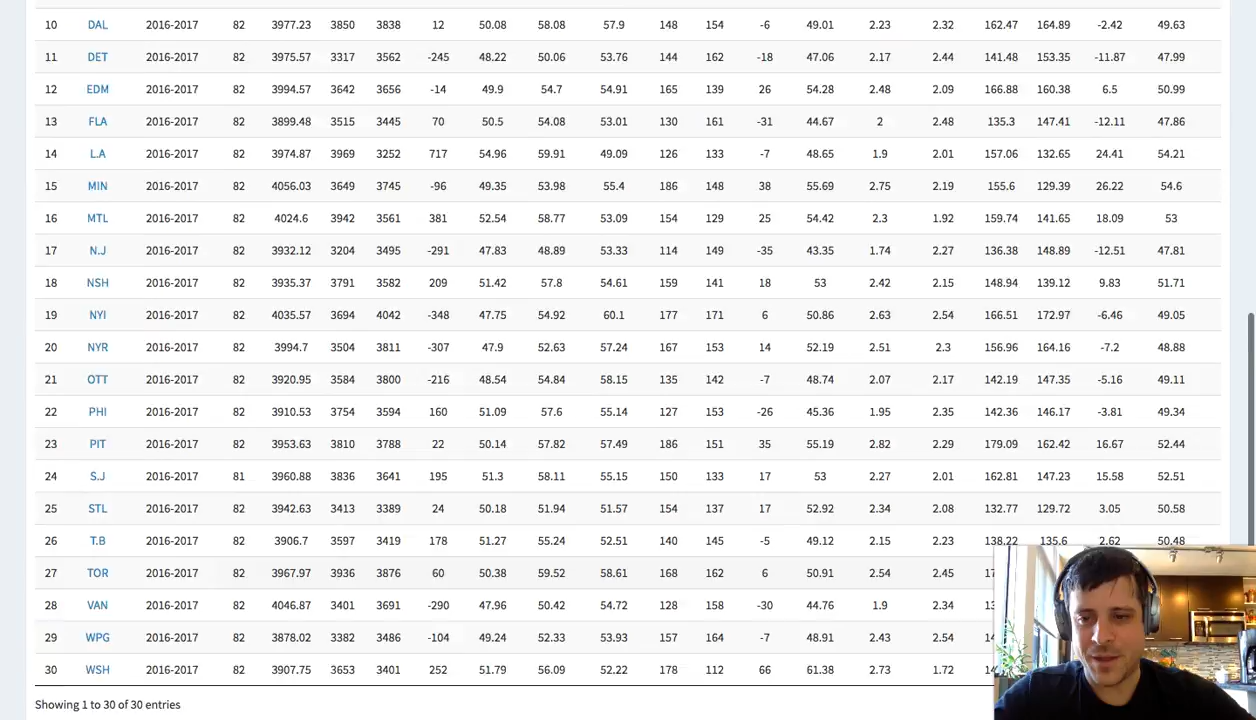 10 DAL 2016-2017 82 3977.23 3850 3838 12 50.08 58.08 57.9 148 154 -6 49.01 2.23 2.32 162.47 164.89 -2.42 49.63
11 DET 2016-2017 82 3975.57 3317 3562 -245 48.22 50.06 53.76 144 162 -18 47.06 2.17 2.44 141.48 153.35 -11.87 47.99
12 EDM 2016-2017 82 3994.57 3642 3656 -14 49.9 54.7 54.91 165 139 26 54.28 2.48 2.09 166.88 160.38 6.5 50.99
13 FLA 2016-2017 82 3899.48 3515 3445 70 50.5 54.08 53.01 130 161 -31 44.67 2 2.48 135.3 147.41 -12.11 47.86
14 L.A 2016-2017 82 3974.87 3969 3252 717 54.96 59.91 49.09 126 133 -7 48.65 1.9 2.01 157.06 132.65 24.41 54.21
15 MIN 2016-2017 82 4056.03 3649 3745 -96 49.35 53.98 55.4 186 148 38 55.69 2.75 2.19 155.6 129.39 26.22 54.6
16 MTL 2016-2017 82 4024.6 3942 3561 381 52.54 58.77 53.09 154 129 25 54.42 2.3 1.92 159.74 141.65 18.09 53
17 N.J 2016-2017 82 3932.12 3204 3495 -291 47.83 48.89 53.33 114 149 -35 43.35 1.74 2.27 136.38 148.89 -12.51 47.81
18 NSH 2016-2017 82 3935.37 3791 3582 209 51.42 57.8 54.61 159 141 18 53 2.42 2.15 148.94 139.12 9.83 51.71
19 NYI 2016-2017 82 4035.57 3694 4042 -348 47.75 54.92 60.1 177 171 6 50.86 2.63 2.54 166.51 172.97 -6.46 49.05
20 NYR 2016-2017 82 3994.7 3504 3811 -307 47.9 52.63 57.24 167 153 14 52.19 2.51 2.3 156.96 164.16 -7.2 48.88
21 OTT 2016-2017 82 3920.95 3584 3800 -216 48.54 54.84 58.15 135 142 -7 48.74 2.07 2.17 142.19 147.35 -5.16 49.11
22 PHI 2016-2017 82 3910.53 3754 3594 160 51.09 57.6 55.14 127 153 -26 45.36 1.95 2.35 142.36 146.17 -3.81 49.34
23 PIT 2016-2017 82 3953.63 3810 3788 22 50.14 57.82 57.49 186 151 35 55.19 2.82 2.29 179.09 162.42 16.67 52.44
24 S.J 2016-2017 81 3960.88 3836 3641 195 51.3 58.11 55.15 150 133 17 53 2.27 2.01 162.81 147.23 15.58 52.51
25 STL 2016-2017 82 3942.63 3413 3389 24 50.18 51.94 51.57 154 137 17 52.92 2.34 2.08 132.77 129.72 3.05 50.58
26 T.B 2016-2017 82 3906.7 3597 3419 178 51.27 55.24 52.51 140 145 -5 49.12 2.15 2.23 138.22 135.6 2.62 50.48
27 TOR 2016-2017 82 3967.97 3936 3876 60 50.38 59.52 58.61 168 162 6 50.91 2.54 2.45
28 VAN 2016-2017 82 4046.87 3401 3691 -290 47.96 50.42 54.72 128 158 -30 44.76 1.9 2.34
29 WPG 2016-2017 82 3878.02 3382 3486 -104 49.24 52.33 53.93 157 164 -7 48.91 2.43 2.54
30 WSH 2016-2017 82 3907.75 3653 3401 252 51.79 56.09 52.22 178 112 66 61.38 2.73 1.72
Showing 1 to 30 of 30 entries